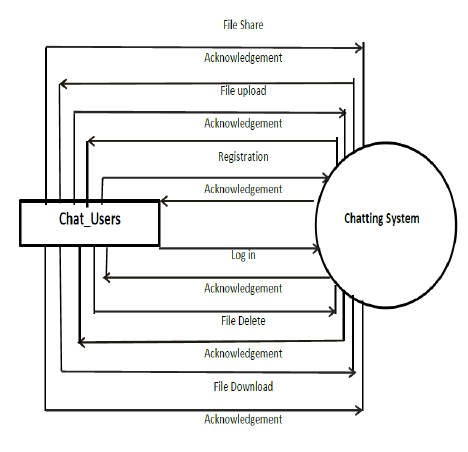 File Share
Acknowledgement
File upload
Acknowledgement
Registration
Acknowledgement
Chat_Users
Chatting System
Log in
Acknowledgement
File Delete
Acknowledgement
File Download
Acknowledgement